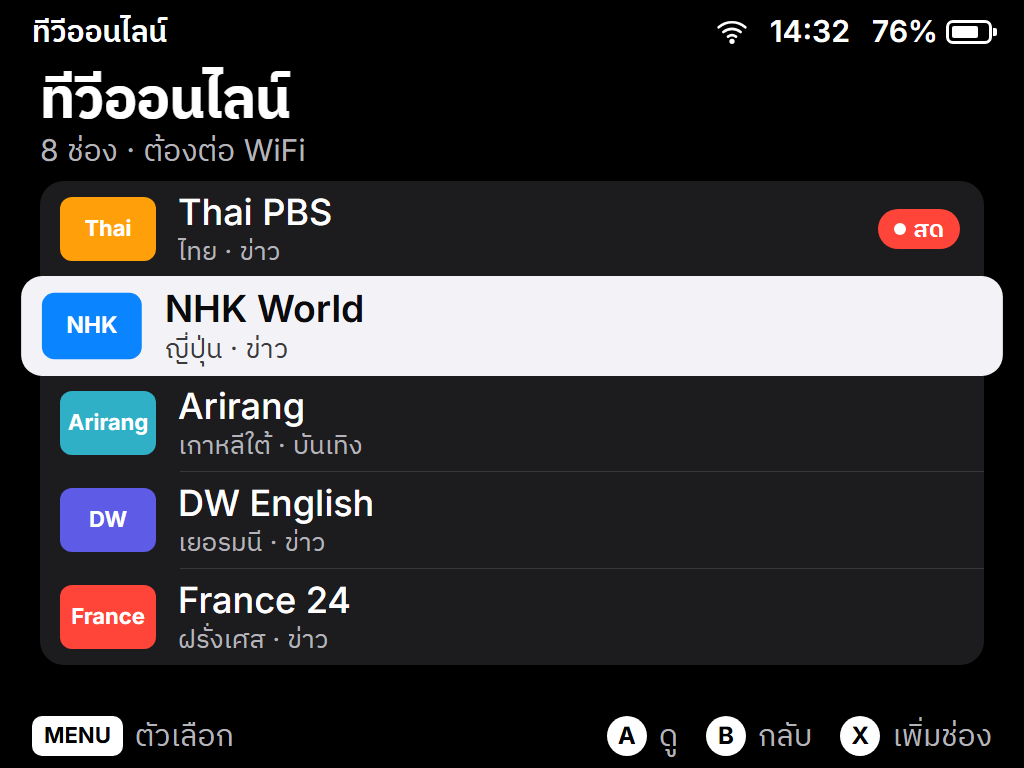 ทีวีออนไลน์ 14:32 76%
ทีวีออนไลน์
8 ช่อง · ต้องต่อ WiFi
Thai Thai PBS
ไทย · ข่าว
สด
NHK NHK World
ญี่ปุ่น · ข่าว
Arirang Arirang
เกาหลีใต้ · บันเทิง
DW DW English
เยอรมนี · ข่าว
France France 24
ฝรั่งเศส · ข่าว
MENU ตัวเลือก A ดู B กลับ X เพิ่มช่อง